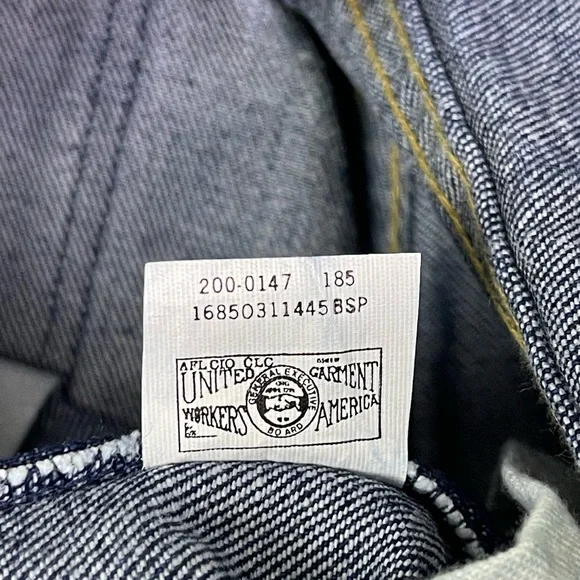 200-0147 185
16850311445BSP
AFL CIO CLC
UNITED GARMENT
WORKERS AMERICA
GENERAL EXECUTIVE
BOARD